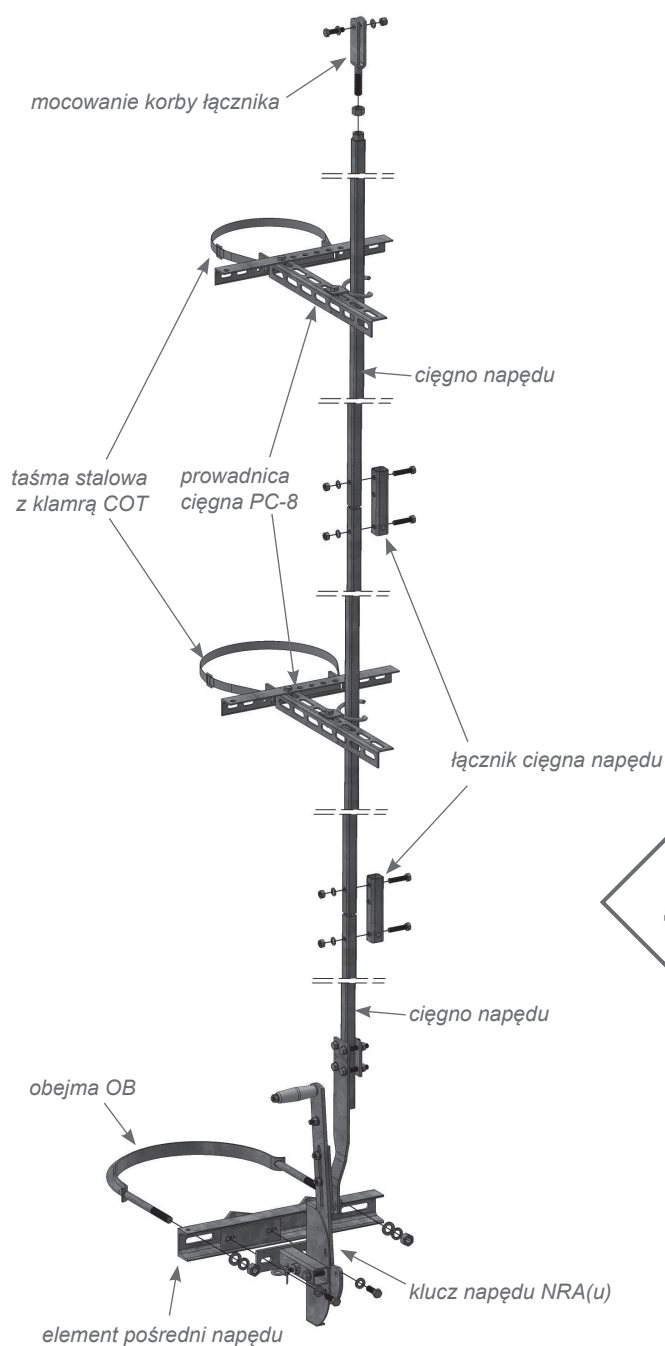 mocowanie korby łącznika
cięgno napędu
taśma stalowa
z klamrą COT
prowadnica
cięgna PC-8
łącznik cięgna napędu
cięgno napędu
obejma OB
klucz napędu NRA(u)
element pośredni napędu